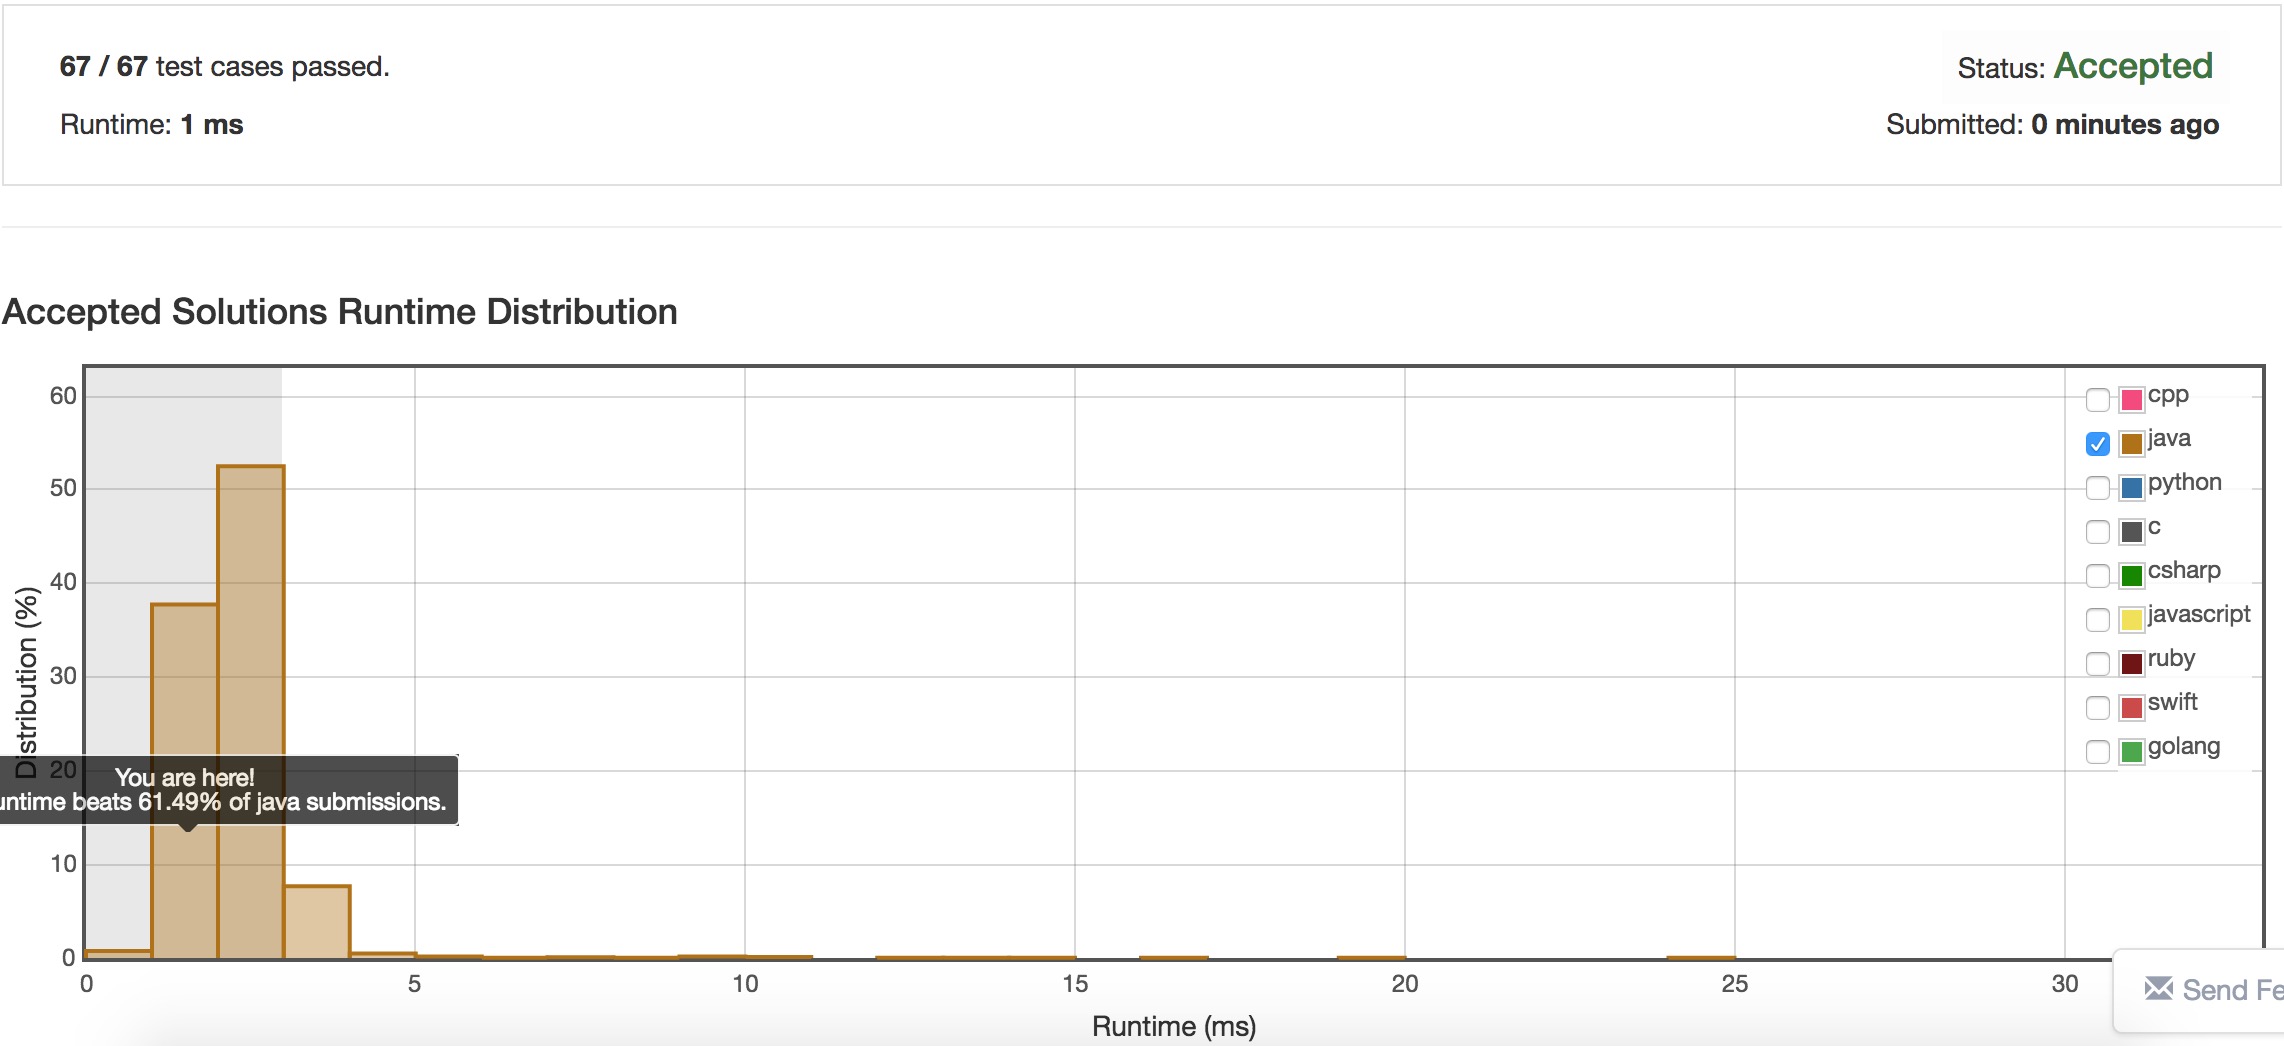 67 / 67 test cases passed.
Status: Accepted
Runtime: 1 ms
Submitted: 0 minutes ago
Accepted Solutions Runtime Distribution
60
50
40
30
20
10
0
Distribution (%)
You are here!
untime beats 61.49% of java submissions.
cpp
java
python
c
csharp
javascript
ruby
swift
golang
0
5
10
15
20
25
30
Runtime (ms)
Send Fe